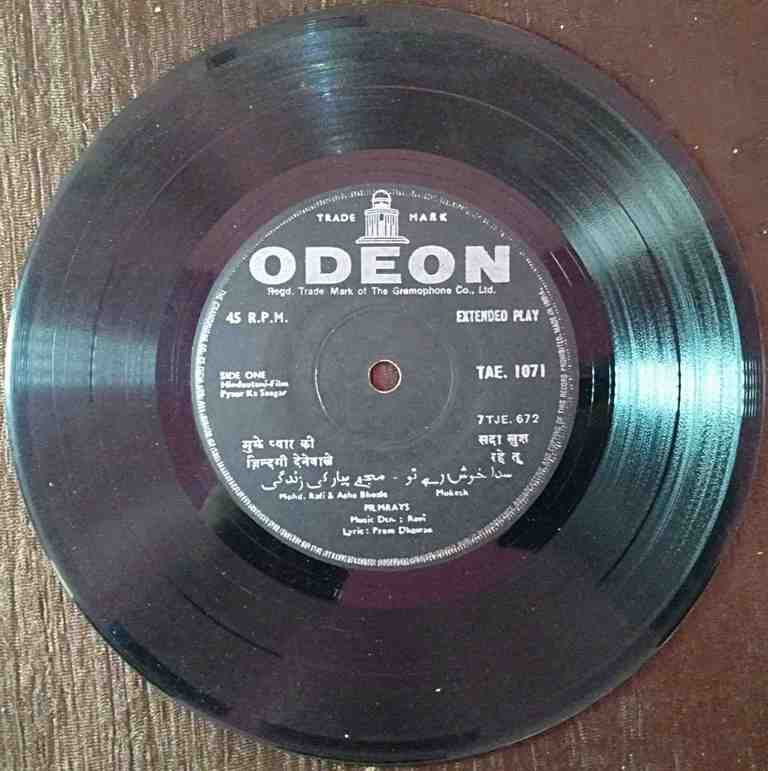 TRADE MARK
ODEON
Regd. Trade Mark of The Gramophone Co., Ltd.
45 R.P.M. EXTENDED PLAY
SIDE ONE TAE. 1071
Hindustani-Film
Pyaar Ka Saagar
7TJE. 672
मुझे प्यार की सदा खुश
ज़िन्दगी देनेवाले रहे तू
سدا خوش رہے تو - مجھے پیار کی زندگی
Mohd. Rafi & Asha Bhosle Mukesh
Music Dir.: Ravi
Lyric: Prem Dhawan